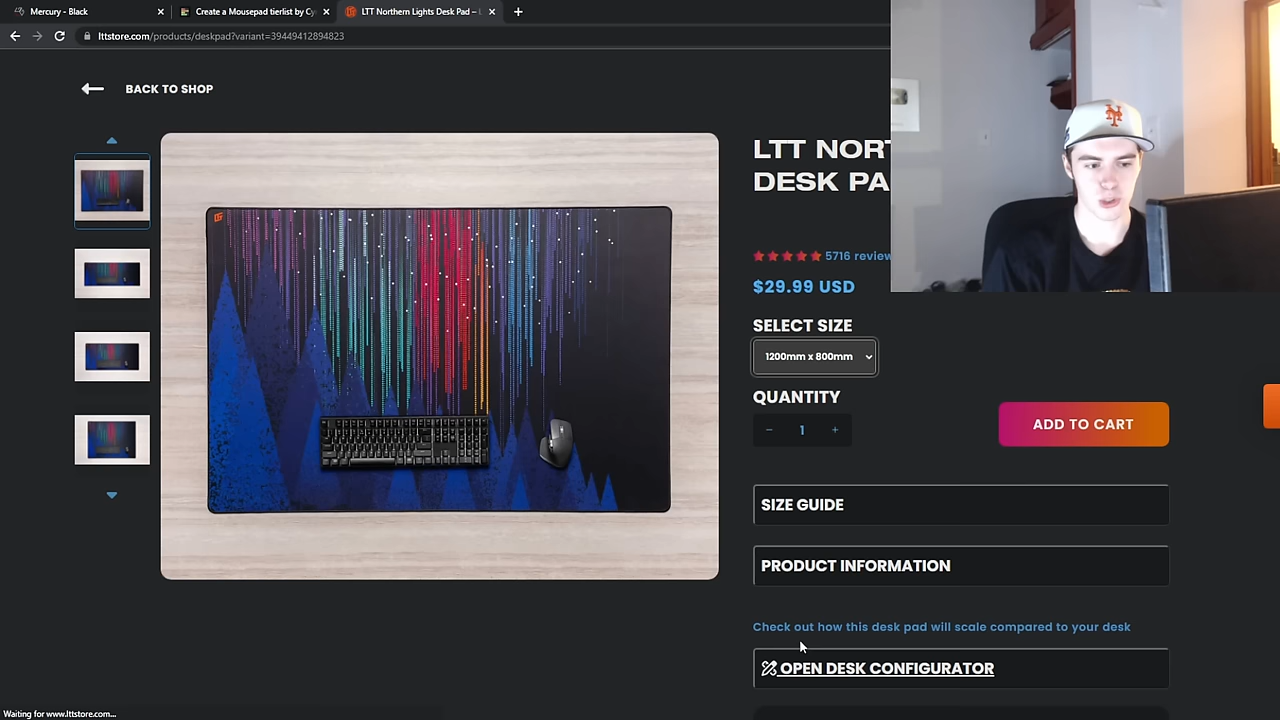 Mercury - Black
Create a Mousepad tierlist by Cy
LTT Northern Lights Desk Pad –
lttstore.com/products/deskpad?variant=39449412894823
BACK TO SHOP
LTT NOR
DESK PA
5716 review
$29.99 USD
SELECT SIZE
1200mm x 800mm
QUANTITY
1
ADD TO CART
SIZE GUIDE
PRODUCT INFORMATION
Check out how this desk pad will scale compared to your desk
OPEN DESK CONFIGURATOR
Waiting for www.lttstore.com...